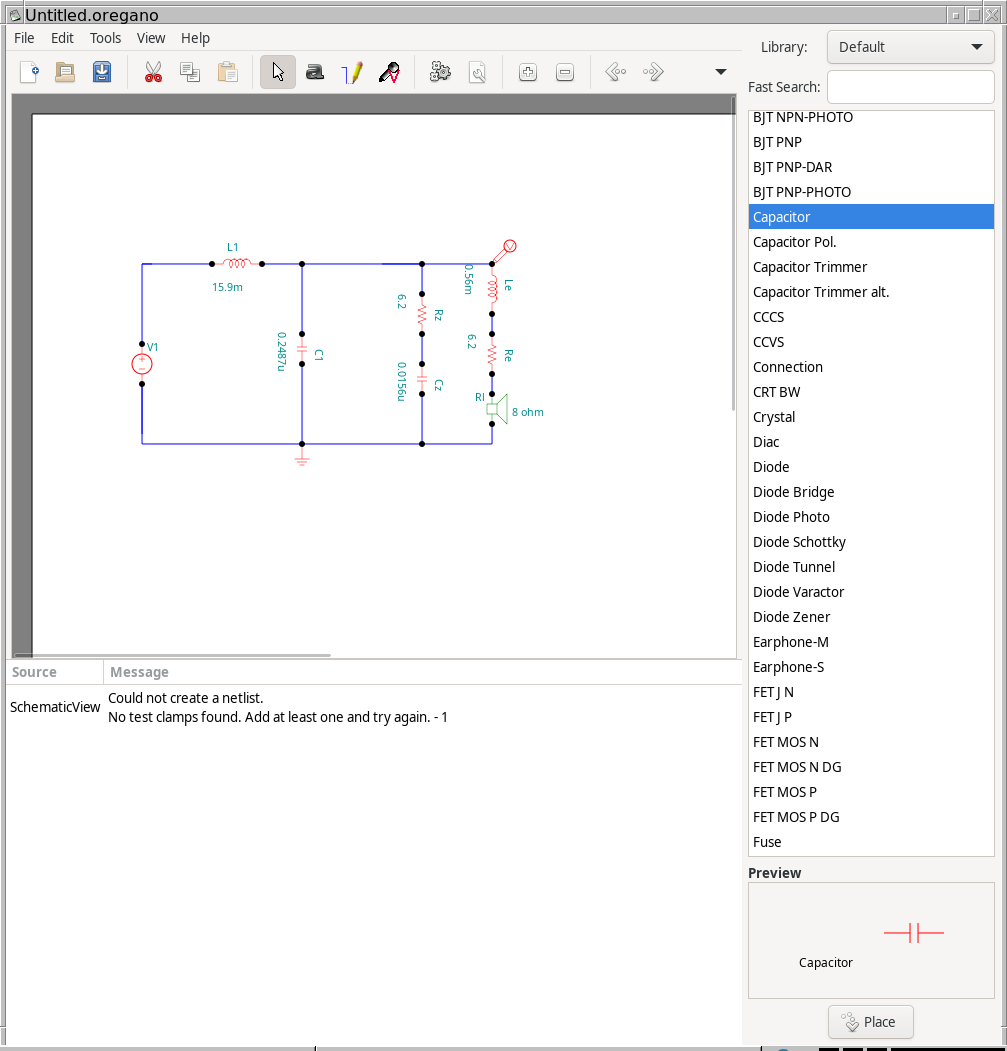 Untitled.oregano
File Edit Tools View Help
Library: Default
Fast Search:
BJT NPN-PHOTO
BJT PNP
BJT PNP-DAR
BJT PNP-PHOTO
Capacitor
Capacitor Pol.
Capacitor Trimmer
Capacitor Trimmer alt.
CCCS
CCVS
Connection
CRT BW
Crystal
Diac
Diode
Diode Bridge
Diode Photo
Diode Schottky
Diode Tunnel
Diode Varactor
Diode Zener
Earphone-M
Earphone-S
FET J N
FET J P
FET MOS N
FET MOS N DG
FET MOS P
FET MOS P DG
Fuse
Preview
Capacitor
Place
L1
15.9m
V1
0.2487u
C1
6.2
Rz
0.0156u
Cz
0.56m
Le
6.2
Re
Rl
8 ohm
V
Source Message
SchematicView Could not create a netlist.
No test clamps found. Add at least one and try again. - 1